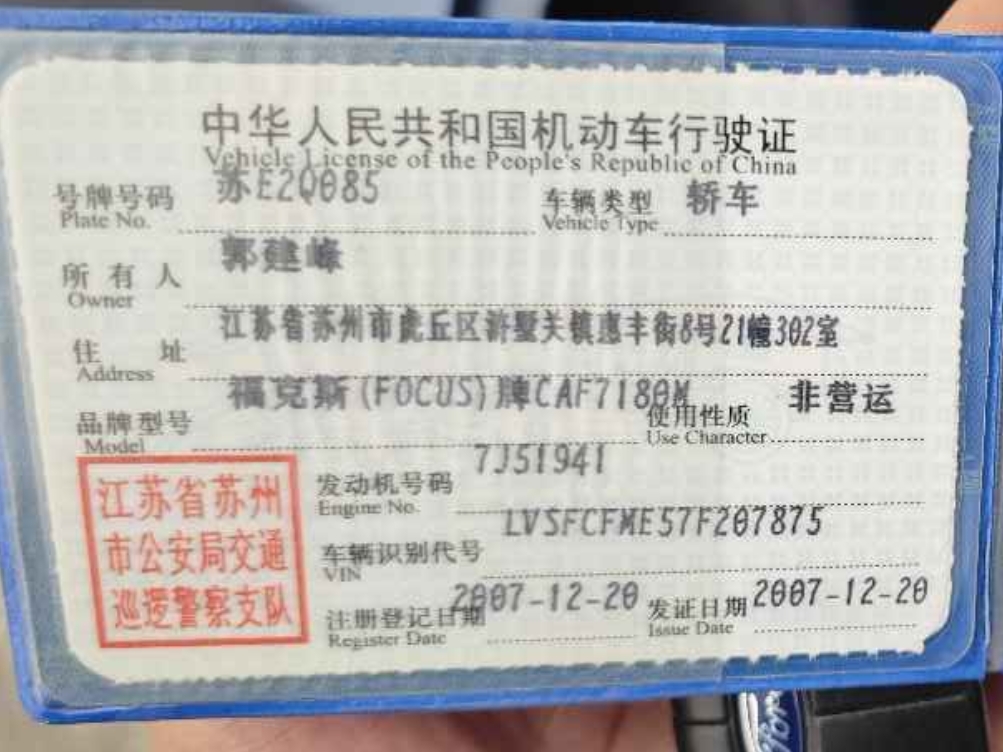 中华人民共和国机动车行驶证
Vehicle License of the People's Republic of China
号牌号码 苏E2Q085 车辆类型 轿车
Plate No. Vehicle Type
所有人 郭建峰
Owner
住址 江苏省苏州市虎丘区浒墅关镇惠丰街8号21幢302室
Address
品牌型号 福克斯(FOCUS)牌CAF7180M 使用性质 非营运
Model Use Character
发动机号码 7J51941
Engine No.
车辆识别代号 LVSFCFME57F207875
VIN
注册登记日期 2007-12-20 发证日期 2007-12-20
Register Date Issue Date
江苏省苏州
市公安局交通
巡逻警察支队
Ford